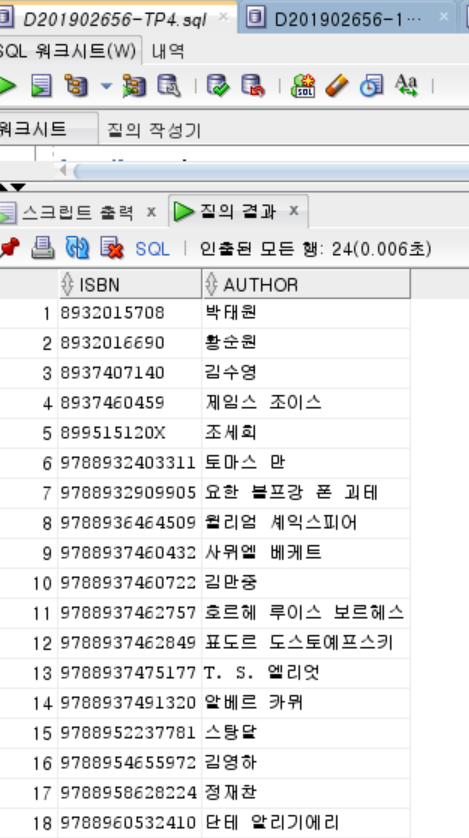 D201902656-TP4.sql × D201902656-1··· ×
SQL 워크시트(W) 내역
워크시트 질의 작성기
스크립트 출력 × 질의 결과 ×
SQL | 인출된 모든 행: 24(0.006초)
ISBN AUTHOR
1 8932015708 박태원
2 8932016690 황순원
3 8937407140 김수영
4 8937460459 제임스 조이스
5 899515120X 조세희
6 9788932403311 토마스 만
7 9788932909905 요한 볼프강 폰 괴테
8 9788936464509 윌리엄 셰익스피어
9 9788937460432 사뮈엘 베케트
10 9788937460722 김만중
11 9788937462757 호르헤 루이스 보르헤스
12 9788937462849 표도르 도스토예프스키
13 9788937475177 T. S. 엘리엇
14 9788937491320 알베르 카뮈
15 9788952237781 스탕달
16 9788954655972 김영하
17 9788958628224 정재찬
18 9788960532410 단테 알리기에리